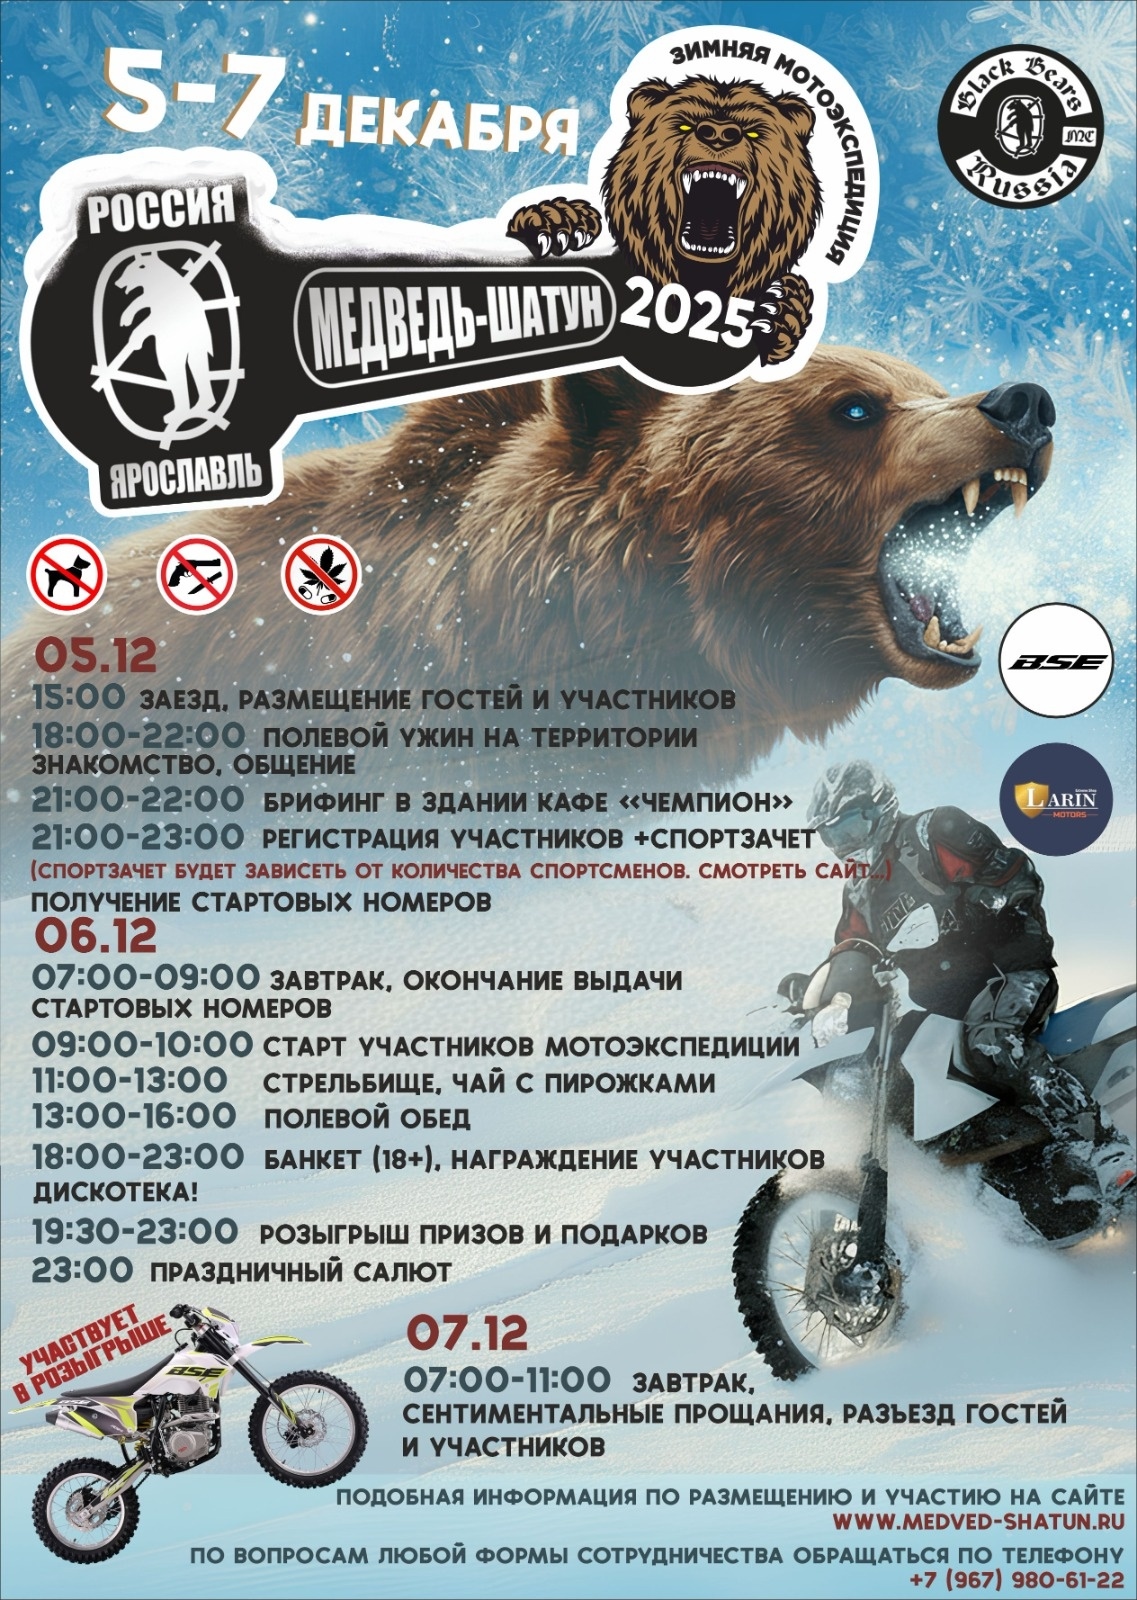 5-7 ДЕКАБРЯ
ЗИМНЯЯ МОТОЭКСПЕДИЦИЯ
Black Bears
MC
Russia
РОССИЯ
МЕДВЕДЬ-ШАТУН
2025
ЯРОСЛАВЛЬ
BSE
LARIN
MOTORS
05.12
15:00 ЗАЕЗД, РАЗМЕЩЕНИЕ ГОСТЕЙ И УЧАСТНИКОВ
18:00-22:00 ПОЛЕВОЙ УЖИН НА ТЕРРИТОРИИ
ЗНАКОМСТВО, ОБЩЕНИЕ
21:00-22:00 БРИФИНГ В ЗДАНИИ КАФЕ «ЧЕМПИОН»
21:00-23:00 РЕГИСТРАЦИЯ УЧАСТНИКОВ +СПОРТЗАЧЕТ
(СПОРТЗАЧЕТ БУДЕТ ЗАВИСЕТЬ ОТ КОЛИЧЕСТВА СПОРТСМЕНОВ. СМОТРЕТЬ САЙТ...)
ПОЛУЧЕНИЕ СТАРТОВЫХ НОМЕРОВ
06.12
07:00-09:00 ЗАВТРАК, ОКОНЧАНИЕ ВЫДАЧИ
СТАРТОВЫХ НОМЕРОВ
09:00-10:00 СТАРТ УЧАСТНИКОВ МОТОЭКСПЕДИЦИИ
11:00-13:00 СТРЕЛЬБИЩЕ, ЧАЙ С ПИРОЖКАМИ
13:00-16:00 ПОЛЕВОЙ ОБЕД
18:00-23:00 БАНКЕТ (18+), НАГРАЖДЕНИЕ УЧАСТНИКОВ
ДИСКОТЕКА!
19:30-23:00 РОЗЫГРЫШ ПРИЗОВ И ПОДАРКОВ
23:00 ПРАЗДНИЧНЫЙ САЛЮТ
УЧАСТВУЕТ
В РОЗЫГРЫШЕ
BSE
07.12
07:00-11:00 ЗАВТРАК,
СЕНТИМЕНТАЛЬНЫЕ ПРОЩАНИЯ, РАЗЪЕЗД ГОСТЕЙ
И УЧАСТНИКОВ
ПОДОБНАЯ ИНФОРМАЦИЯ ПО РАЗМЕЩЕНИЮ И УЧАСТИЮ НА САЙТЕ
WWW.MEDVED-SHATUN.RU
ПО ВОПРОСАМ ЛЮБОЙ ФОРМЫ СОТРУДНИЧЕСТВА ОБРАЩАТЬСЯ ПО ТЕЛЕФОНУ
+7 (967) 980-61-22